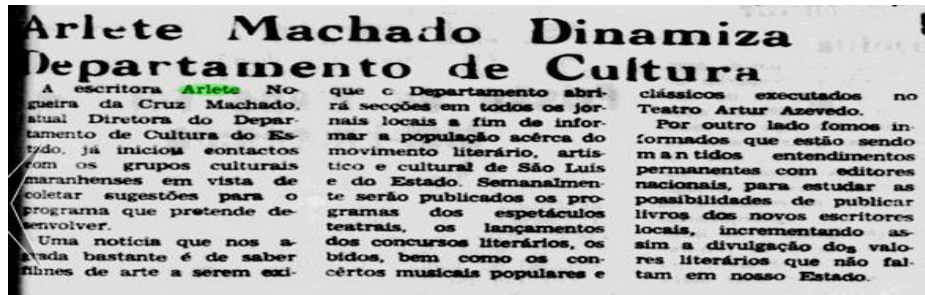 Arlete Machado Dinamiza
Departamento de Cultura
A escritora Arlete No-
gueira da Cruz Machado,
atual Diretora do Depar-
tamento de Cultura do Es-
tado, já iniciou contactos
com os grupos culturais
maranhenses em vista de
coletar sugestões para o
programa que pretende de-
senvolver.
Uma notícia que nos a-
grada bastante é de saber
filmes de arte a serem exi-
que o Departamento abri-
rá secções em todos os jor-
nais locais a fim de infor-
mar a população acêrca do
movimento literário, artís-
tico e cultural de São Luís
e do Estado. Semanalmen-
te serão publicados os pro-
gramas dos espetáculos
teatrais, os lançamentos
dos concursos literários, os
bidos, bem como os con-
cêrtos musicais populares e
clássicos executados no
Teatro Artur Azevedo.
Por outro lado fomos in-
formados que estão sendo
mantidos entendimentos
permanentes com editores
nacionais, para estudar as
possibilidades de publicar
livros dos novos escritores
locais, incrementando as-
sim a divulgação dos valo-
res literários que não fal-
tam em nosso Estado.